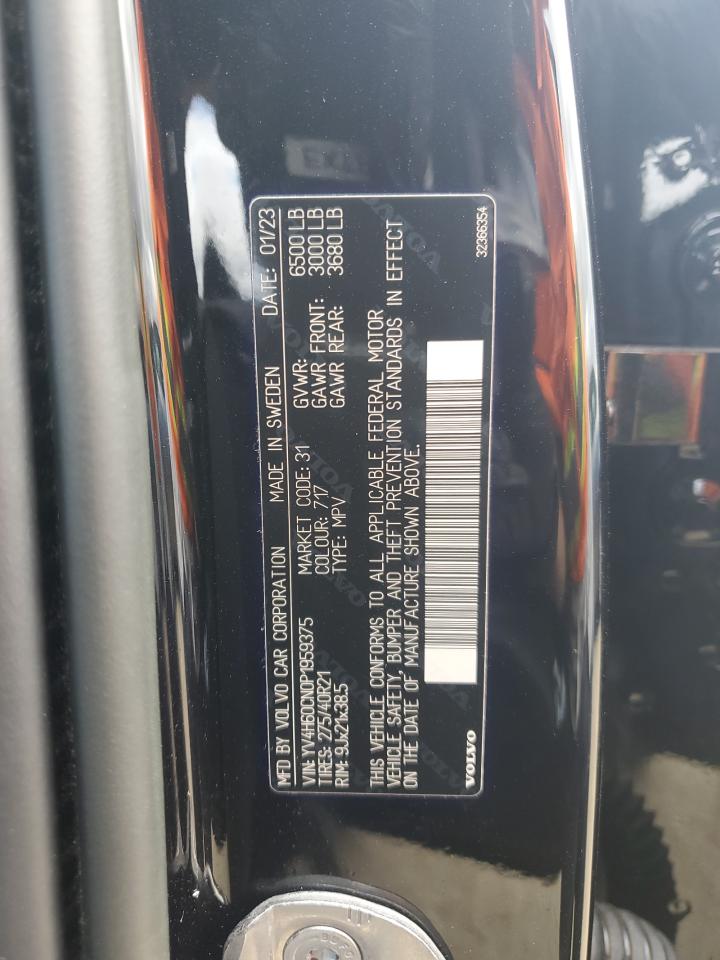 MFD BY VOLVO CAR CORPORATION MADE IN SWEDEN DATE: 01/23
VIN: YV4H60CN0P1959375 MARKET CODE: 31 GVWR: 6500 LB
TIRES: 275/40R21 COLOUR: 717 GAWR FRONT: 3000 LB
RIM: 9Jx21x38.5 TYPE: MPV GAWR REAR: 3680 LB
THIS VEHICLE CONFORMS TO ALL APPLICABLE FEDERAL MOTOR
VEHICLE SAFETY, BUMPER AND THEFT PREVENTION STANDARDS IN EFFECT
ON THE DATE OF MANUFACTURE SHOWN ABOVE.
VOLVO 32366354